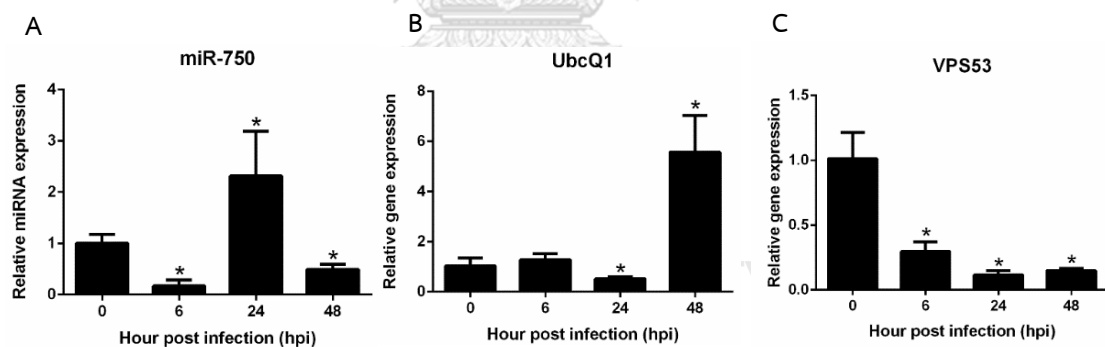 A
miR-750
Relative miRNA expression
4
3
2
1
0
*
*
*
0 6 24 48
Hour post infection (hpi)
B
UbcQ1
Relative gene expression
8
6
4
2
0
*
*
0 6 24 48
Hour post infection (hpi)
C
VPS53
Relative gene expression
1.5
1.0
0.5
0.0
*
*
*
0 6 24 48
Hour post infection (hpi)